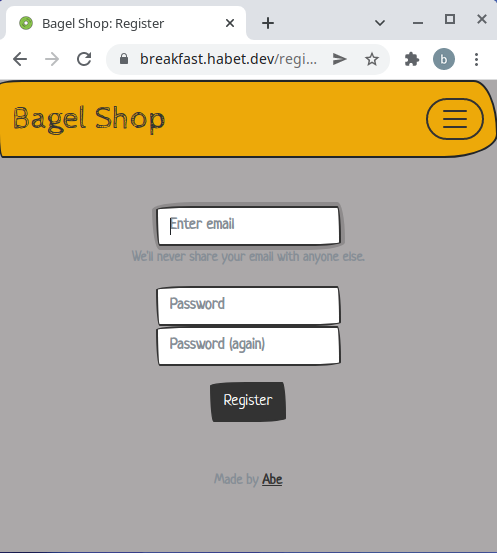 Bagel Shop: Register
breakfast.habet.dev/regi...
b
Bagel Shop
Enter email
We'll never share your email with anyone else.
Password
Password (again)
Register
Made by Abe